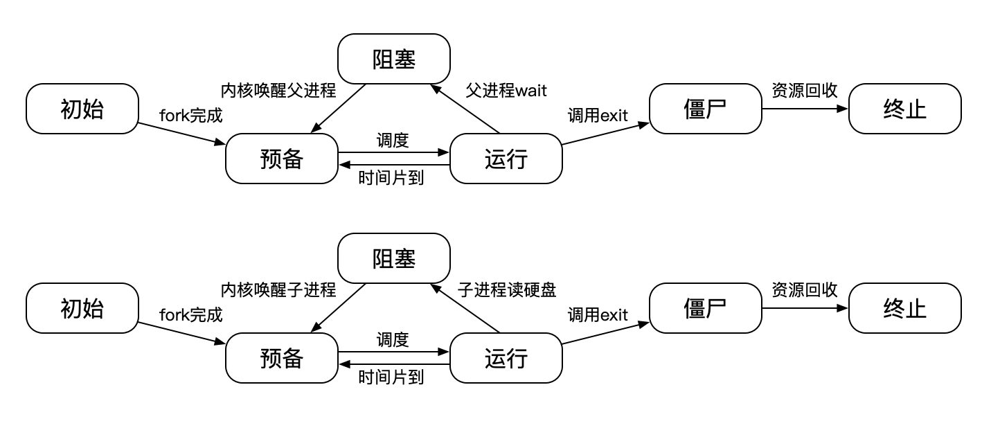 阻塞
内核唤醒父进程
父进程wait
初始
fork完成
调用exit
僵尸
资源回收
终止
预备
调度
时间片到
运行
阻塞
内核唤醒子进程
子进程读硬盘
初始
fork完成
调用exit
僵尸
资源回收
终止
预备
调度
时间片到
运行